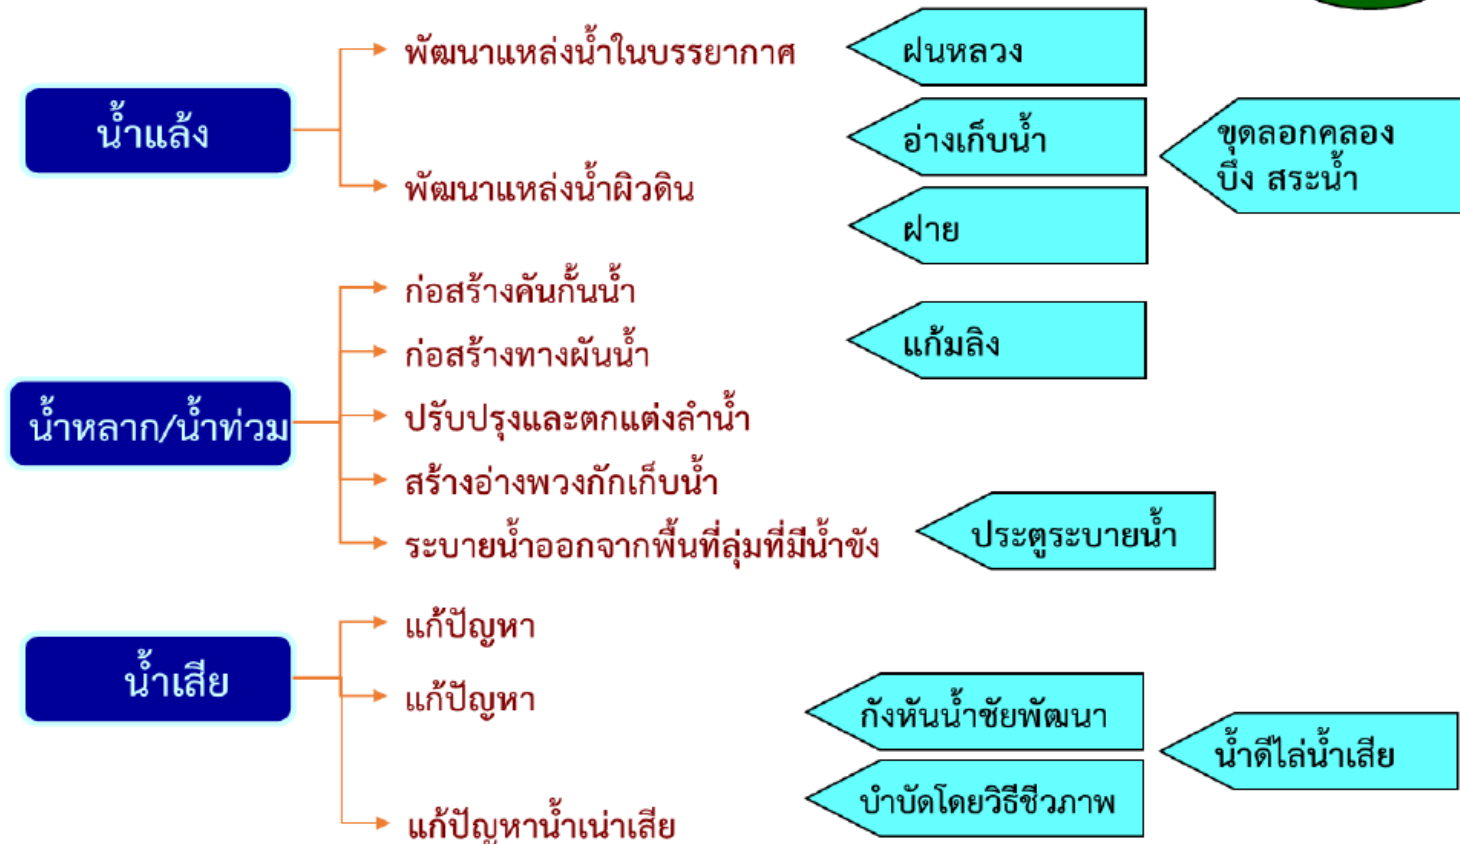 น้ำแล้ง
พัฒนาแหล่งน้ำในบรรยากาศ
ฝนหลวง
พัฒนาแหล่งน้ำผิวดิน
อ่างเก็บน้ำ
ขุดลอกคลอง
บึง สระน้ำ
ฝาย
น้ำหลาก/น้ำท่วม
ก่อสร้างคันกั้นน้ำ
ก่อสร้างทางผันน้ำ
แก้มลิง
ปรับปรุงและตกแต่งลำน้ำ
สร้างอ่างพวงกักเก็บน้ำ
ระบายน้ำออกจากพื้นที่ลุ่มที่มีน้ำขัง
ประตูระบายน้ำ
น้ำเสีย
แก้ปัญหา
แก้ปัญหา
กังหันน้ำชัยพัฒนา
น้ำดีไล่น้ำเสีย
บำบัดโดยวิธีชีวภาพ
แก้ปัญหาน้ำเน่าเสีย